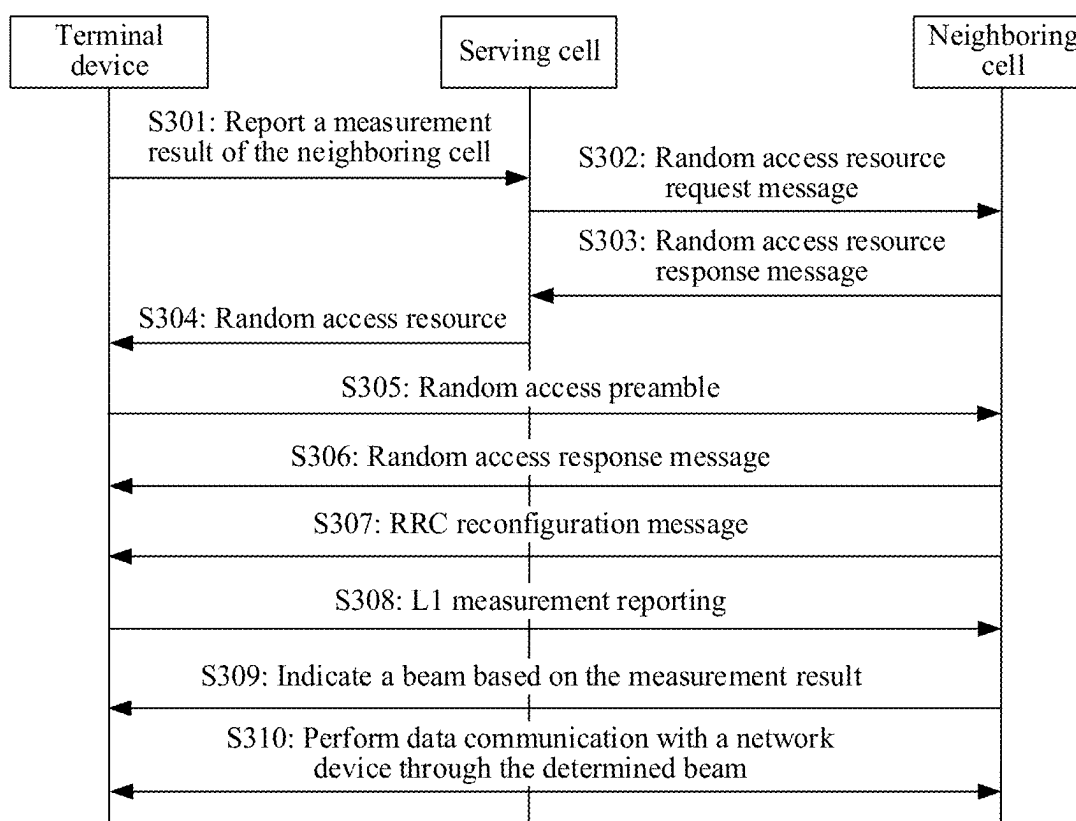 Terminal
device
Serving cell
Neighboring
cell
S301: Report a measurement
result of the neighboring cell
S302: Random access resource
request message
S303: Random access resource
response message
S304: Random access resource
S305: Random access preamble
S306: Random access response message
S307: RRC reconfiguration message
S308: L1 measurement reporting
S309: Indicate a beam based on the measurement result
S310: Perform data communication with a network
device through the determined beam